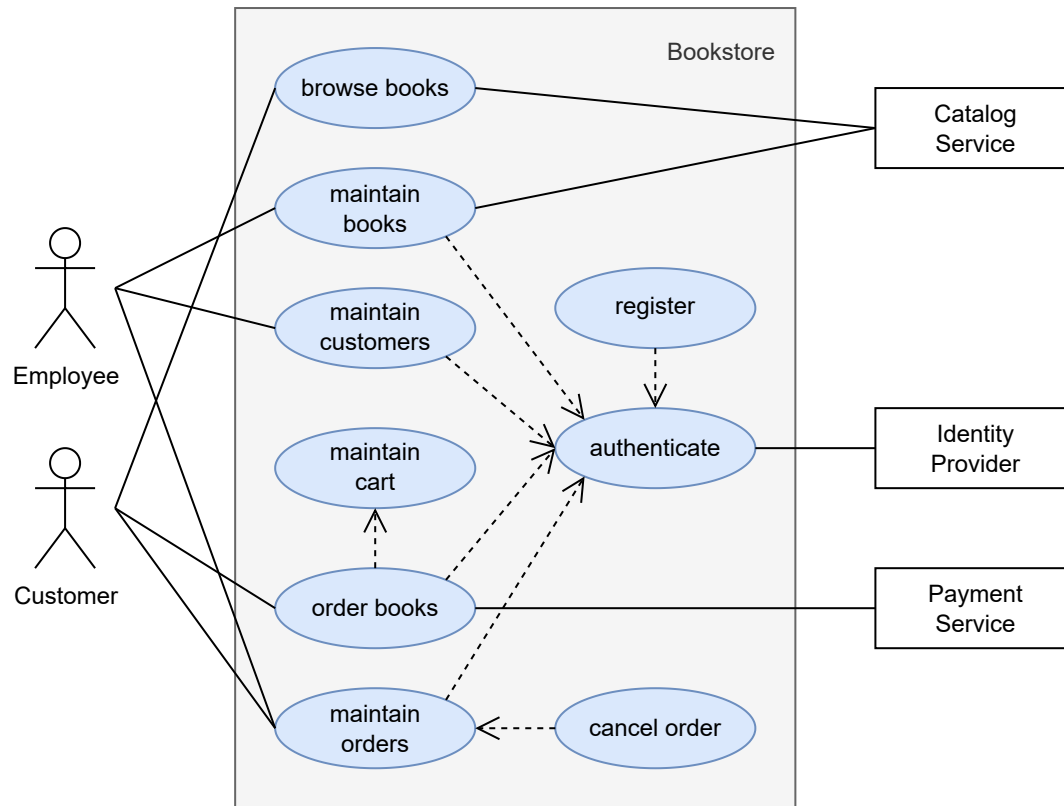 Bookstore
browse books
Catalog
Service
maintain
books
maintain
customers
register
Employee
authenticate
Identity
Provider
maintain
cart
Customer
order books
Payment
Service
maintain
orders
cancel order